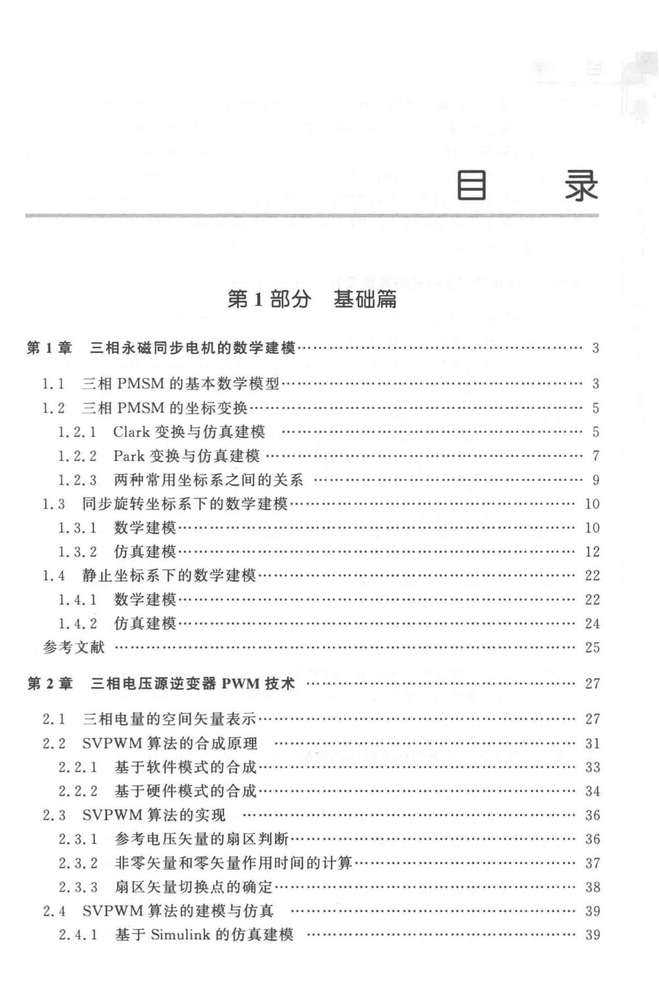 目 录
第 1 部分 基础篇
第 1 章 三相永磁同步电机的数学建模…………………………………………… 3
1.1 三相 PMSM 的基本数学模型……………………………………………… 3
1.2 三相 PMSM 的坐标变换…………………………………………………… 5
1.2.1 Clark 变换与仿真建模 ……………………………………………… 5
1.2.2 Park 变换与仿真建模 ………………………………………………… 7
1.2.3 两种常用坐标系之间的关系 ………………………………………… 9
1.3 同步旋转坐标系下的数学建模…………………………………………… 10
1.3.1 数学建模……………………………………………………………… 10
1.3.2 仿真建模……………………………………………………………… 12
1.4 静止坐标系下的数学建模………………………………………………… 22
1.4.1 数学建模……………………………………………………………… 22
1.4.2 仿真建模……………………………………………………………… 24
参考文献 ………………………………………………………………………… 25
第 2 章 三相电压源逆变器 PWM 技术 ………………………………………… 27
2.1 三相电量的空间矢量表示………………………………………………… 27
2.2 SVPWM 算法的合成原理 ……………………………………………… 31
2.2.1 基于软件模式的合成………………………………………………… 33
2.2.2 基于硬件模式的合成………………………………………………… 34
2.3 SVPWM 算法的实现 …………………………………………………… 36
2.3.1 参考电压矢量的扇区判断…………………………………………… 36
2.3.2 非零矢量和零矢量作用时间的计算………………………………… 37
2.3.3 扇区矢量切换点的确定……………………………………………… 38
2.4 SVPWM 算法的建模与仿真 …………………………………………… 39
2.4.1 基于 Simulink 的仿真建模 ………………………………………… 39